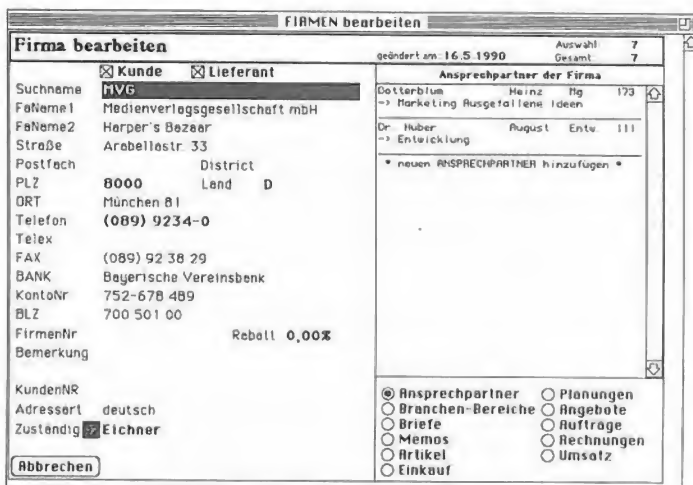 FIRMEN bearbeiten
Firma bearbeiten
geändert am: 16.5.1990
Auswahl: 7
Gesamt: 7
Kunde Lieferant
Suchname MVG
FaName1 Medienverlagsgesellschaft mbH
FaName2 Harper's Bazaar
Straße Arabellastr. 33
Postfach District
PLZ 8000 Land D
ORT München 81
Telefon (089) 9234-0
Telex
FAX (089) 92 38 29
BANK Bayerische Vereinsbank
KontoNr 752-678 489
BLZ 700 501 00
FirmenNr Rabatt 0,00%
Bemerkung
KundenNR
Adressart deutsch
Zuständig Eichner
Abbrechen
Ansprechpartner der Firma
Dotterblum Heinz Mg 173
-> Marketing Ausgefallene Ideen
Dr. Huber August Entw. 111
-> Entwicklung
* neuen ANSPRECHPARTNER hinzufügen *
Ansprechpartner Planungen
Branchen-Bereiche Angebote
Briefe Aufträge
Memos Rechnungen
Artikel Umsatz
Einkauf